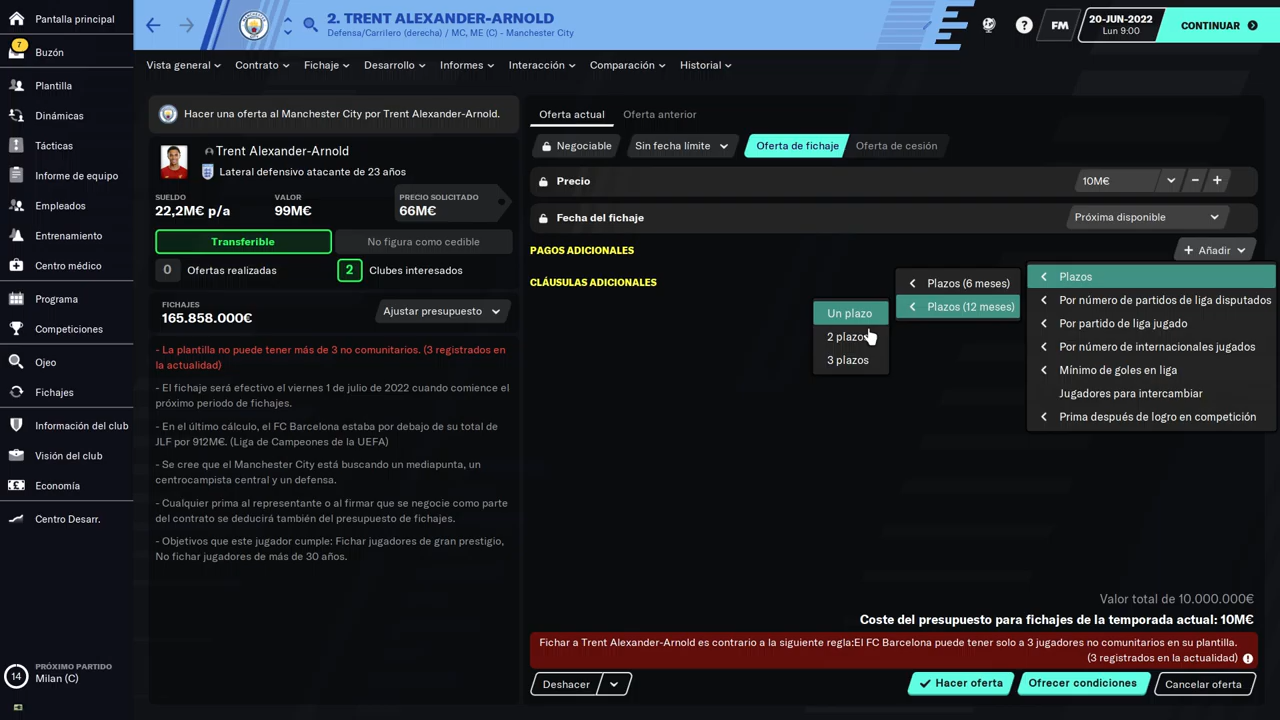 Pantalla principal
7
Buzón
Plantilla
Dinámicas
Tácticas
Informe de equipo
Empleados
Entrenamiento
Centro médico
Programa
Competiciones
Ojeo
Fichajes
Información del club
Visión del club
Economía
Centro Desarr.
14
PRÓXIMO PARTIDO
Milan (C)
2. TRENT ALEXANDER-ARNOLD
Defensa/Carrilero (derecha) / MC, ME (C) - Manchester City
FM
20-JUN-2022
Lun 9:00
CONTINUAR
Vista general
Contrato
Fichaje
Desarrollo
Informes
Interacción
Comparación
Historial
Hacer una oferta al Manchester City por Trent Alexander-Arnold.
Trent Alexander-Arnold
Lateral defensivo atacante de 23 años
SUELDO
22,2M€ p/a
VALOR
99M€
PRECIO SOLICITADO
66M€
Transferible
No figura como cedible
0 Ofertas realizadas
2 Clubes interesados
FICHAJES
165.858.000€
Ajustar presupuesto
- La plantilla no puede tener más de 3 no comunitarios. (3 registrados en
la actualidad)
- El fichaje será efectivo el viernes 1 de julio de 2022 cuando comience el
próximo periodo de fichajes.
- En el último cálculo, el FC Barcelona estaba por debajo de su total de
JLF por 912M€. (Liga de Campeones de la UEFA)
- Se cree que el Manchester City está buscando un mediapunta, un
centrocampista central y un defensa.
- Cualquier prima al representante o al firmar que se negocie como parte
del contrato se deducirá también del presupuesto de fichajes.
- Objetivos que este jugador cumple: Fichar jugadores de gran prestigio,
No fichar jugadores de más de 30 años.
Oferta actual
Oferta anterior
Negociable
Sin fecha límite
Oferta de fichaje
Oferta de cesión
Precio
10M€
Fecha del fichaje
Próxima disponible
PAGOS ADICIONALES
Añadir
CLÁUSULAS ADICIONALES
Plazos
Por número de partidos de liga disputados
Por partido de liga jugado
Por número de internacionales jugados
Mínimo de goles en liga
Jugadores para intercambiar
Prima después de logro en competición
Plazos (6 meses)
Plazos (12 meses)
Un plazo
2 plazos
3 plazos
Valor total de 10.000.000€
Coste del presupuesto para fichajes de la temporada actual: 10M€
Fichar a Trent Alexander-Arnold es contrario a la siguiente regla:El FC Barcelona puede tener solo a 3 jugadores no comunitarios en su plantilla.
(3 registrados en la actualidad)
Deshacer
Hacer oferta
Ofrecer condiciones
Cancelar oferta